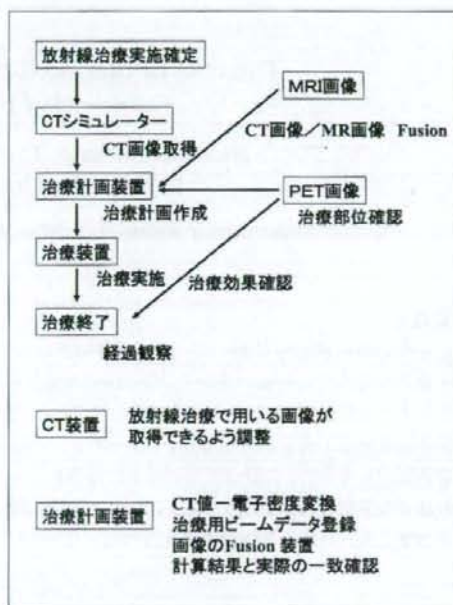 放射線治療実施確定
MRI画像
CTシミュレーター
CT画像/MR画像 Fusion
CT画像取得
治療計画装置
PET画像
治療計画作成
治療部位確認
治療装置
治療実施
治療効果確認
治療終了
経過観察
CT装置
放射線治療で用いる画像が
取得できるよう調整
治療計画装置
CT値-電子密度変換
治療用ビームデータ登録
画像のFusion 装置
計算結果と実際の一致確認